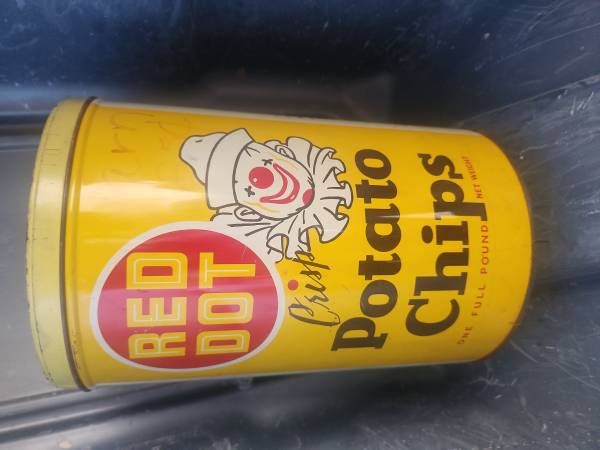 RED
DOT
Crisp
Potato
Chips
ONE FULL POUND NET WEIGHT